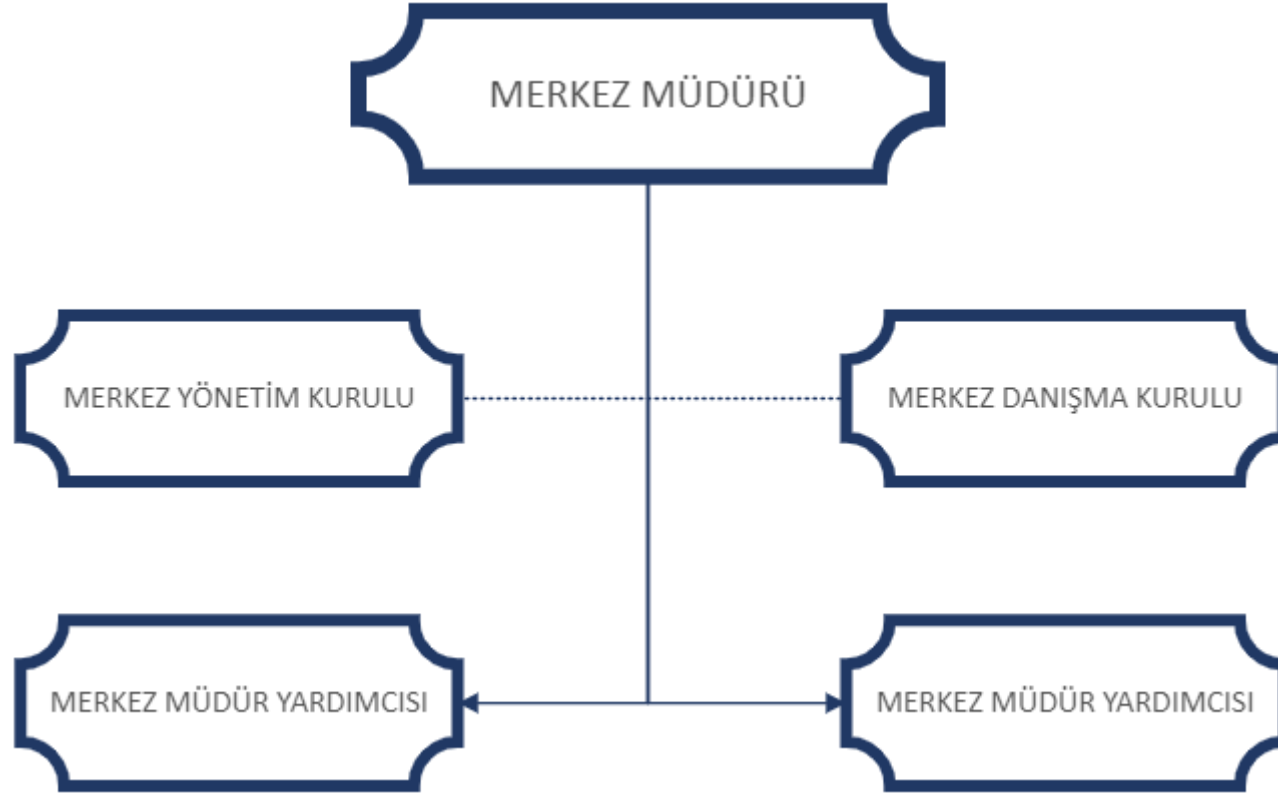 MERKEZ MÜDÜRÜ
MERKEZ YÖNETİM KURULU
MERKEZ DANIŞMA KURULU
MERKEZ MÜDÜR YARDIMCISI
MERKEZ MÜDÜR YARDIMCISI